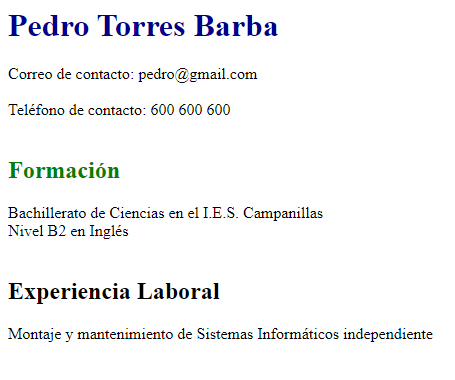 Pedro Torres Barba
Correo de contacto: pedro@gmail.com
Teléfono de contacto: 600 600 600
Formación
Bachillerato de Ciencias en el I.E.S. Campanillas
Nivel B2 en Inglés
Experiencia Laboral
Montaje y mantenimiento de Sistemas Informáticos independiente